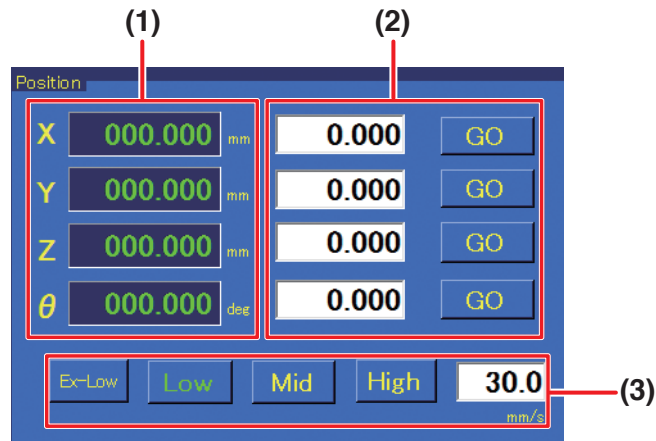 (1) (2)
Position
X 000.000 mm 0.000 GO
Y 000.000 mm 0.000 GO
Z 000.000 mm 0.000 GO
θ 000.000 deg 0.000 GO
Ex-Low Low Mid High 30.0 (3)
mm/s